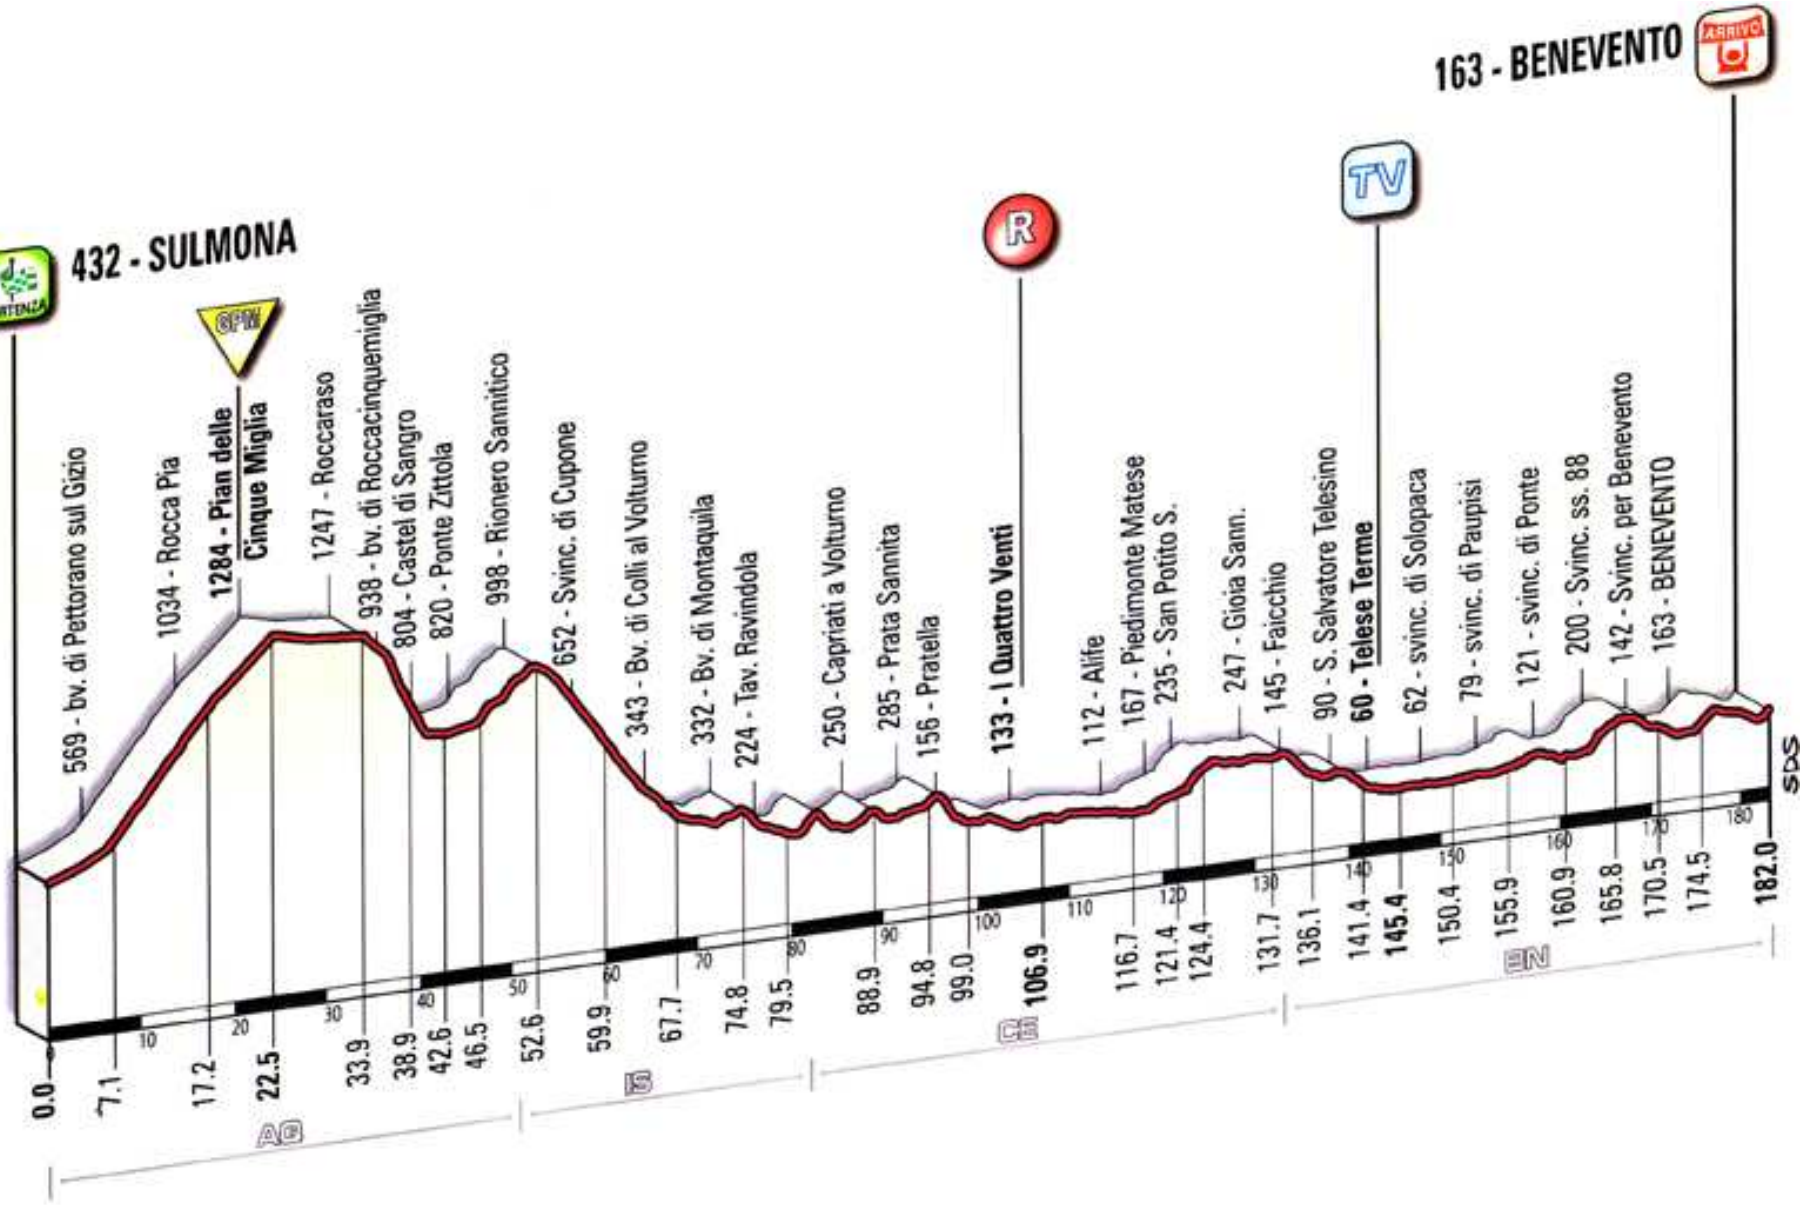 163 - BENEVENTO
ARRIVO
TV
R
432 - SULMONA
GPM
569 - bv. di Pettorano sul Gizio
1034 - Rocca Pia
1284 - Pian delle
Cinque Miglia
1247 - Roccaraso
938 - bv. di Roccacinquemiglia
804 - Castel di Sangro
820 - Ponte Zittola
998 - Rionero Sannitico
652 - Svinc. di Cupone
343 - Bv. di Colli al Volturno
332 - Bv. di Montaquila
224 - Tav. Ravindola
250 - Capriati a Volturno
285 - Prata Sannita
156 - Pratella
133 - I Quattro Venti
112 - Alife
167 - Piedimonte Matese
235 - San Potito S.
247 - Gioia Sann.
145 - Faicchio
90 - S. Salvatore Telesino
60 - Telese Terme
62 - svinc. di Solopaca
79 - svinc. di Paupisi
121 - svinc. di Ponte
200 - Svinc. ss. 88
142 - Svinc. per Benevento
163 - BENEVENTO
SDS
0 10 20 30 40 50 60 70 80 90 100 110 120 130 140 150 160 170 180
0.0 7.1 17.2 22.5 33.9 38.9 42.6 46.5 52.6 59.9 67.7 74.8 79.5 88.9 94.8 99.0 106.9 116.7 121.4 124.4 131.7 136.1 141.4 145.4 150.4 155.9 160.9 165.8 170.5 174.5 182.0
AQ IS CE BN